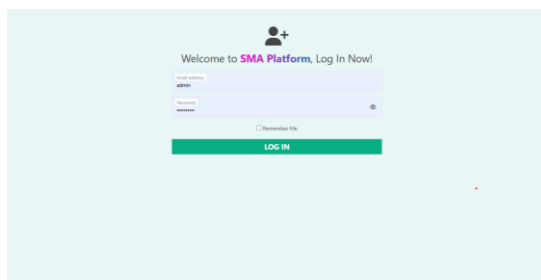 Welcome to SMA Platform, Log In Now!
Email address
admin
Password
••••••••
Remember Me
LOG IN